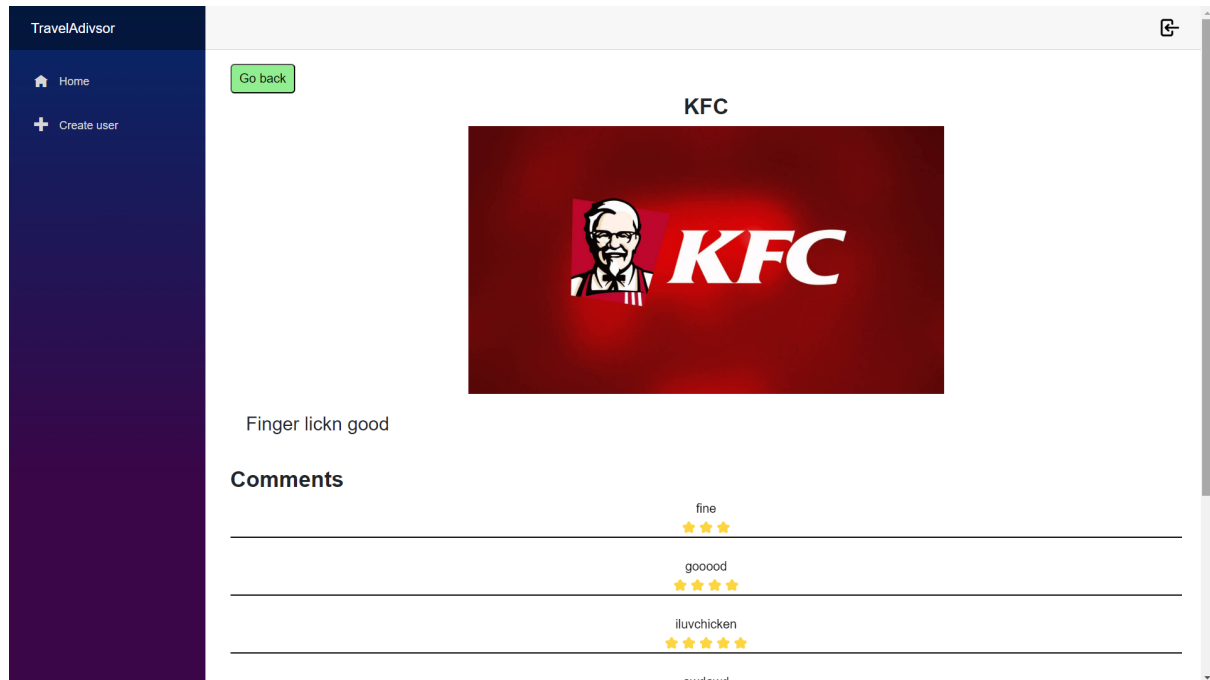 TravelAdivsor
Home
Create user
Go back
KFC
KFC
Finger lickn good
Comments
fine
gooood
iluvchicken